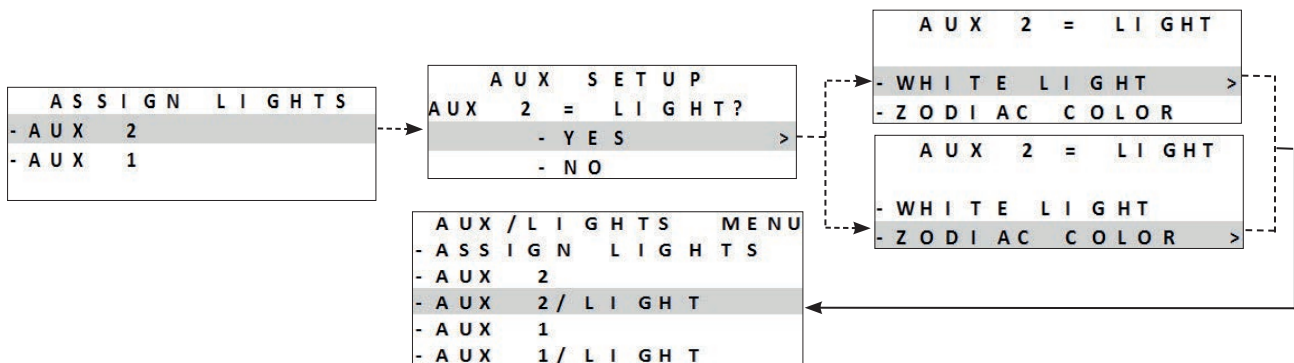 ASSIGN LIGHTS
- AUX 2
- AUX 1
AUX SETUP
AUX 2 = LIGHT?
- YES >
- NO
AUX 2 = LIGHT
- WHITE LIGHT >
- ZODIAC COLOR
AUX 2 = LIGHT
- WHITE LIGHT
- ZODIAC COLOR >
AUX/LIGHTS MENU
- ASSIGN LIGHTS
- AUX 2
- AUX 2/LIGHT
- AUX 1
- AUX 1/LIGHT